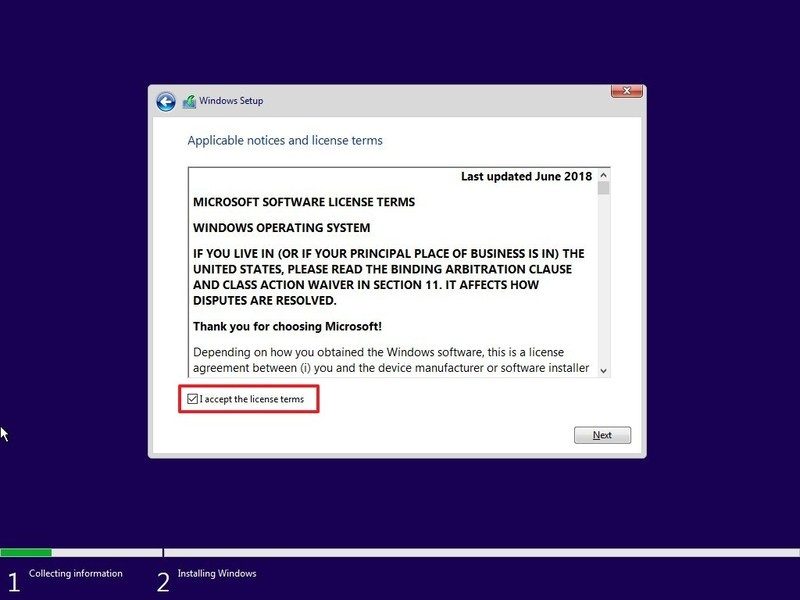 Windows Setup
Applicable notices and license terms
Last updated June 2018
MICROSOFT SOFTWARE LICENSE TERMS
WINDOWS OPERATING SYSTEM
IF YOU LIVE IN (OR IF YOUR PRINCIPAL PLACE OF BUSINESS IS IN) THE
UNITED STATES, PLEASE READ THE BINDING ARBITRATION CLAUSE
AND CLASS ACTION WAIVER IN SECTION 11. IT AFFECTS HOW
DISPUTES ARE RESOLVED.
Thank you for choosing Microsoft!
Depending on how you obtained the Windows software, this is a license
agreement between (i) you and the device manufacturer or software installer
I accept the license terms
Next
1 Collecting information
2 Installing Windows